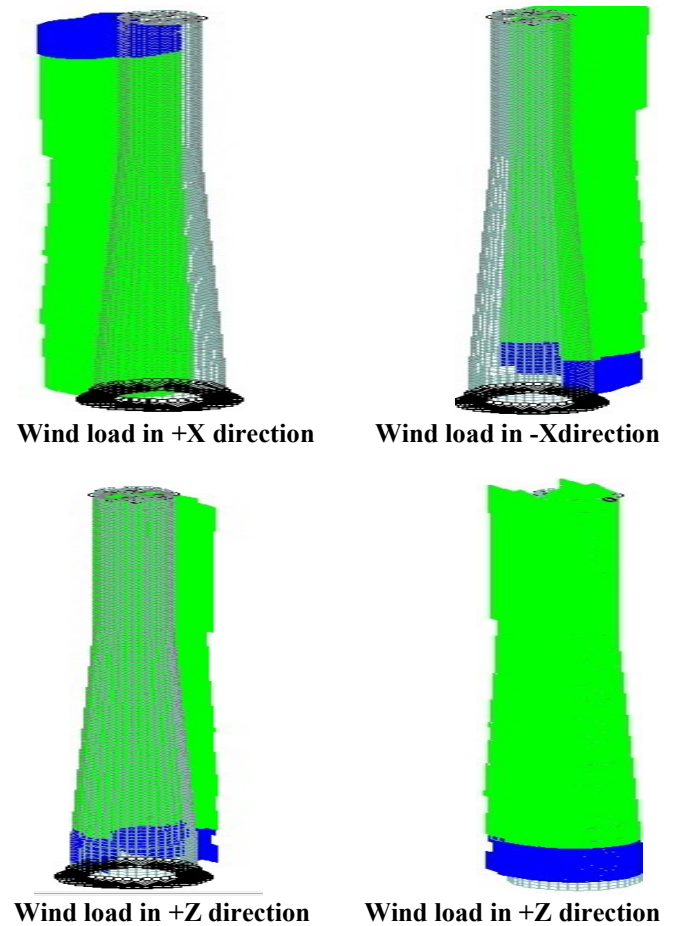 Wind load in +X direction
Wind load in -Xdirection
Wind load in +Z direction
Wind load in +Z direction